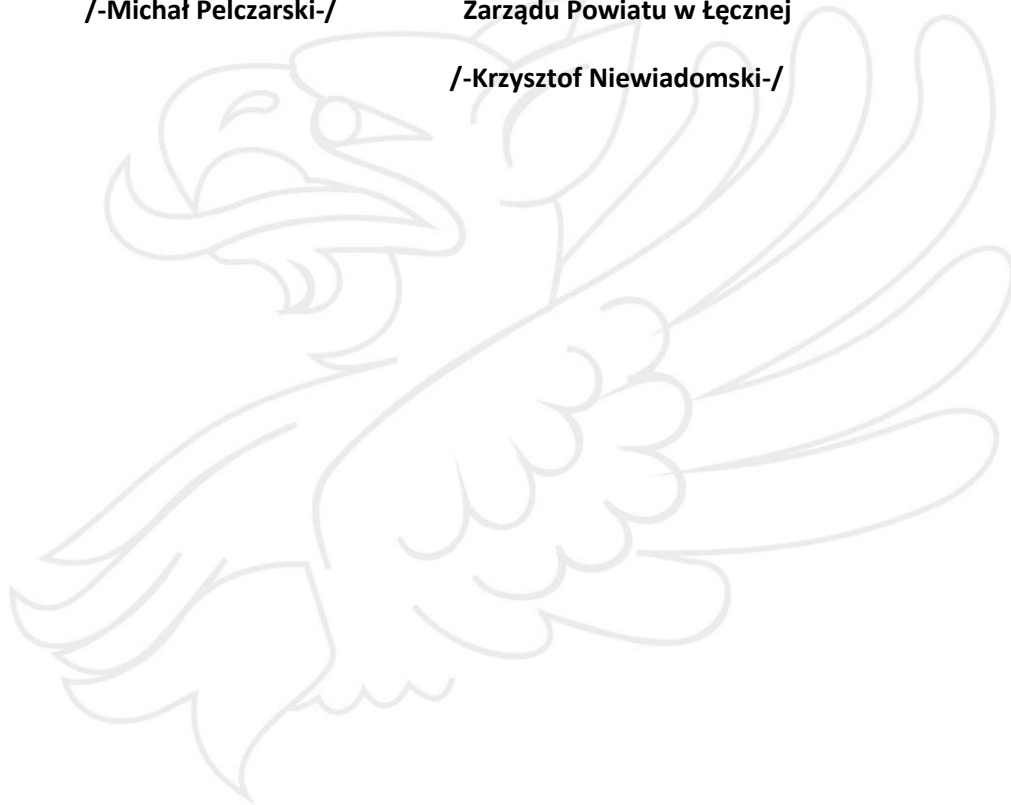 /-Michał Pelczarski-/ Zarządu Powiatu w Łęcznej
/-Krzysztof Niewiadomski-/